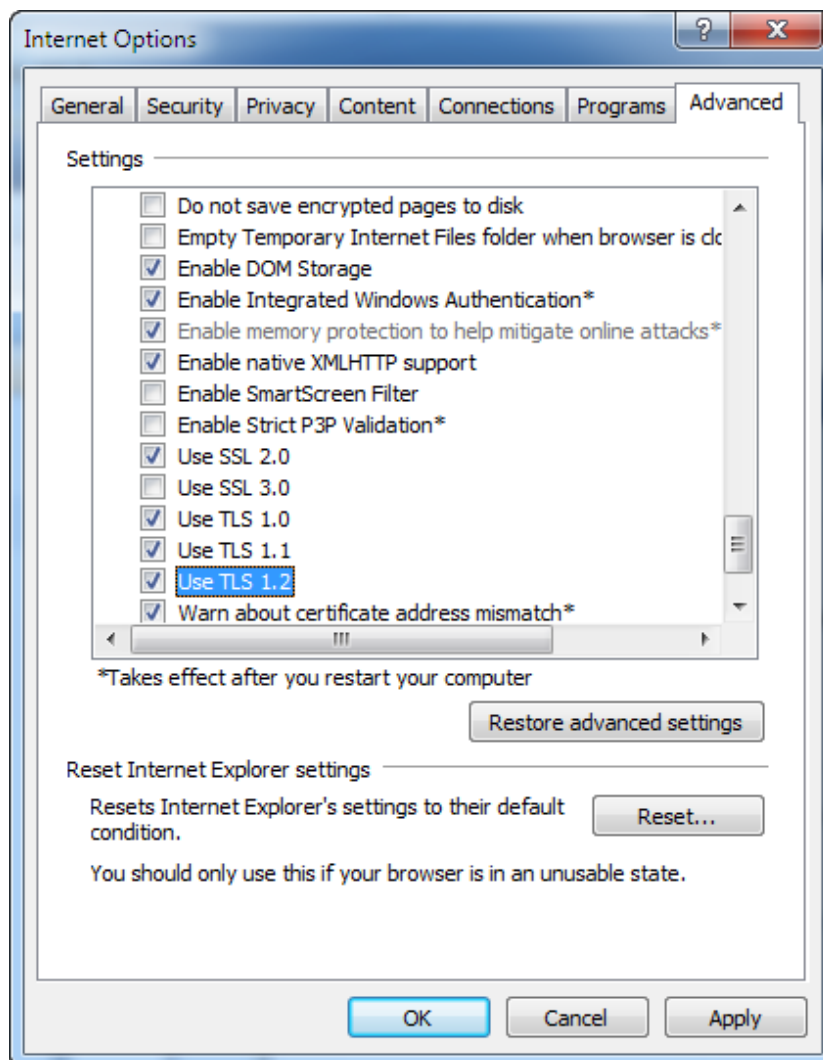 Internet Options
?
X
General Security Privacy Content Connections Programs Advanced
Settings
Do not save encrypted pages to disk
Empty Temporary Internet Files folder when browser is
Enable DOM Storage
Enable Integrated Windows Authentication*
Enable memory protection to help mitigate online attacks*
Enable native XMLHTTP support
Enable SmartScreen Filter
Enable Strict P3P Validation*
Use SSL 2.0
Use SSL 3.0
Use TLS 1.0
Use TLS 1.1
Use TLS 1.2
Warn about certificate address mismatch*
*Takes effect after you restart your computer
Restore advanced settings
Reset Internet Explorer settings
Resets Internet Explorer's settings to their default
condition.
Reset...
You should only use this if your browser is in an unusable state.
OK Cancel Apply